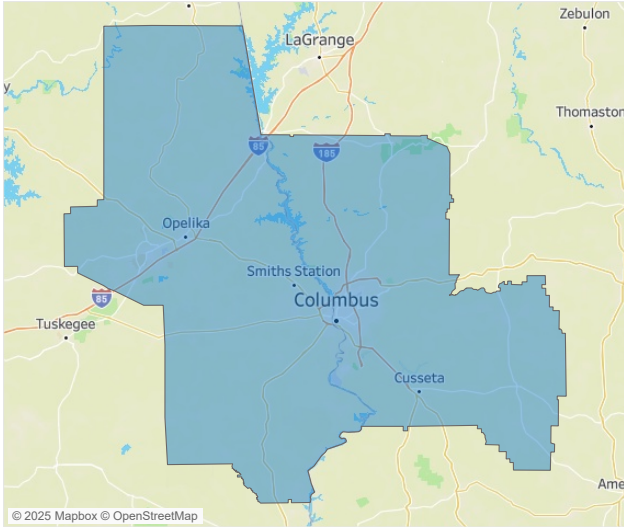 Zebulon
LaGrange
y
Thomaston
85
185
Opelika
Smiths Station
85
Columbus
Tuskegee
Cusseta
Ame
© 2025 Mapbox © OpenStreetMap